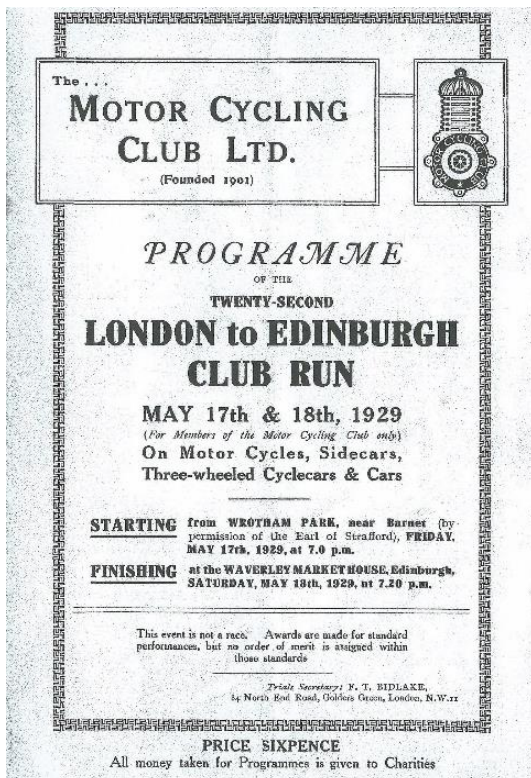 The . . .
MOTOR CYCLING
CLUB LTD.
(Founded 1901)
MOTOR CYCLING CLUB
PROGRAMME
OF THE
TWENTY-SECOND
LONDON to EDINBURGH
CLUB RUN
MAY 17th & 18th, 1929
(For Members of the Motor Cycling Club only)
On Motor Cycles, Sidecars,
Three-wheeled Cyclecars & Cars
STARTING from WROTHAM PARK, near Barnet (by
permission of the Earl of Strafford), FRIDAY,
MAY 17th, 1929, at 7.0 p.m.
FINISHING at the WAVERLEY MARKET HOUSE, Edinburgh,
SATURDAY, MAY 18th, 1929, at 7.20 p.m.
This event is not a race. Awards are made for standard
performances, but no order of merit is assigned within
those standards
Trials Secretary: F. T. BIDLAKE,
64 North End Road, Golders Green, London, N.W.11
PRICE SIXPENCE
All money taken for Programmes is given to Charities